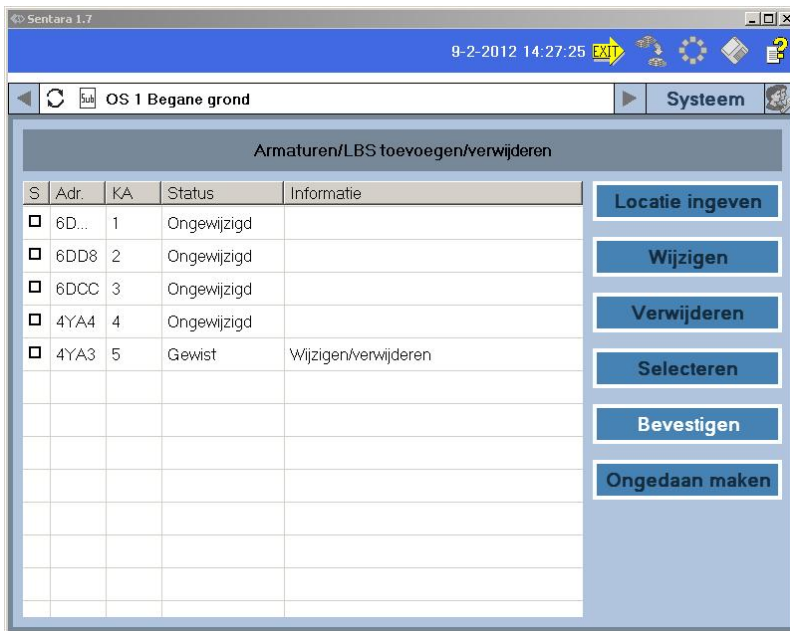 Sentara 1.7
9-2-2012 14:27:25 EXIT
Sub OS 1 Begane grond Systeem
Armaturen/LBS toevoegen/verwijderen
S Adr. KA Status Informatie
6D... 1 Ongewijzigd
6DD8 2 Ongewijzigd
6DCC 3 Ongewijzigd
4YA4 4 Ongewijzigd
4YA3 5 Gewist Wijzigen/verwijderen
Locatie ingeven
Wijzigen
Verwijderen
Selecteren
Bevestigen
Ongedaan maken